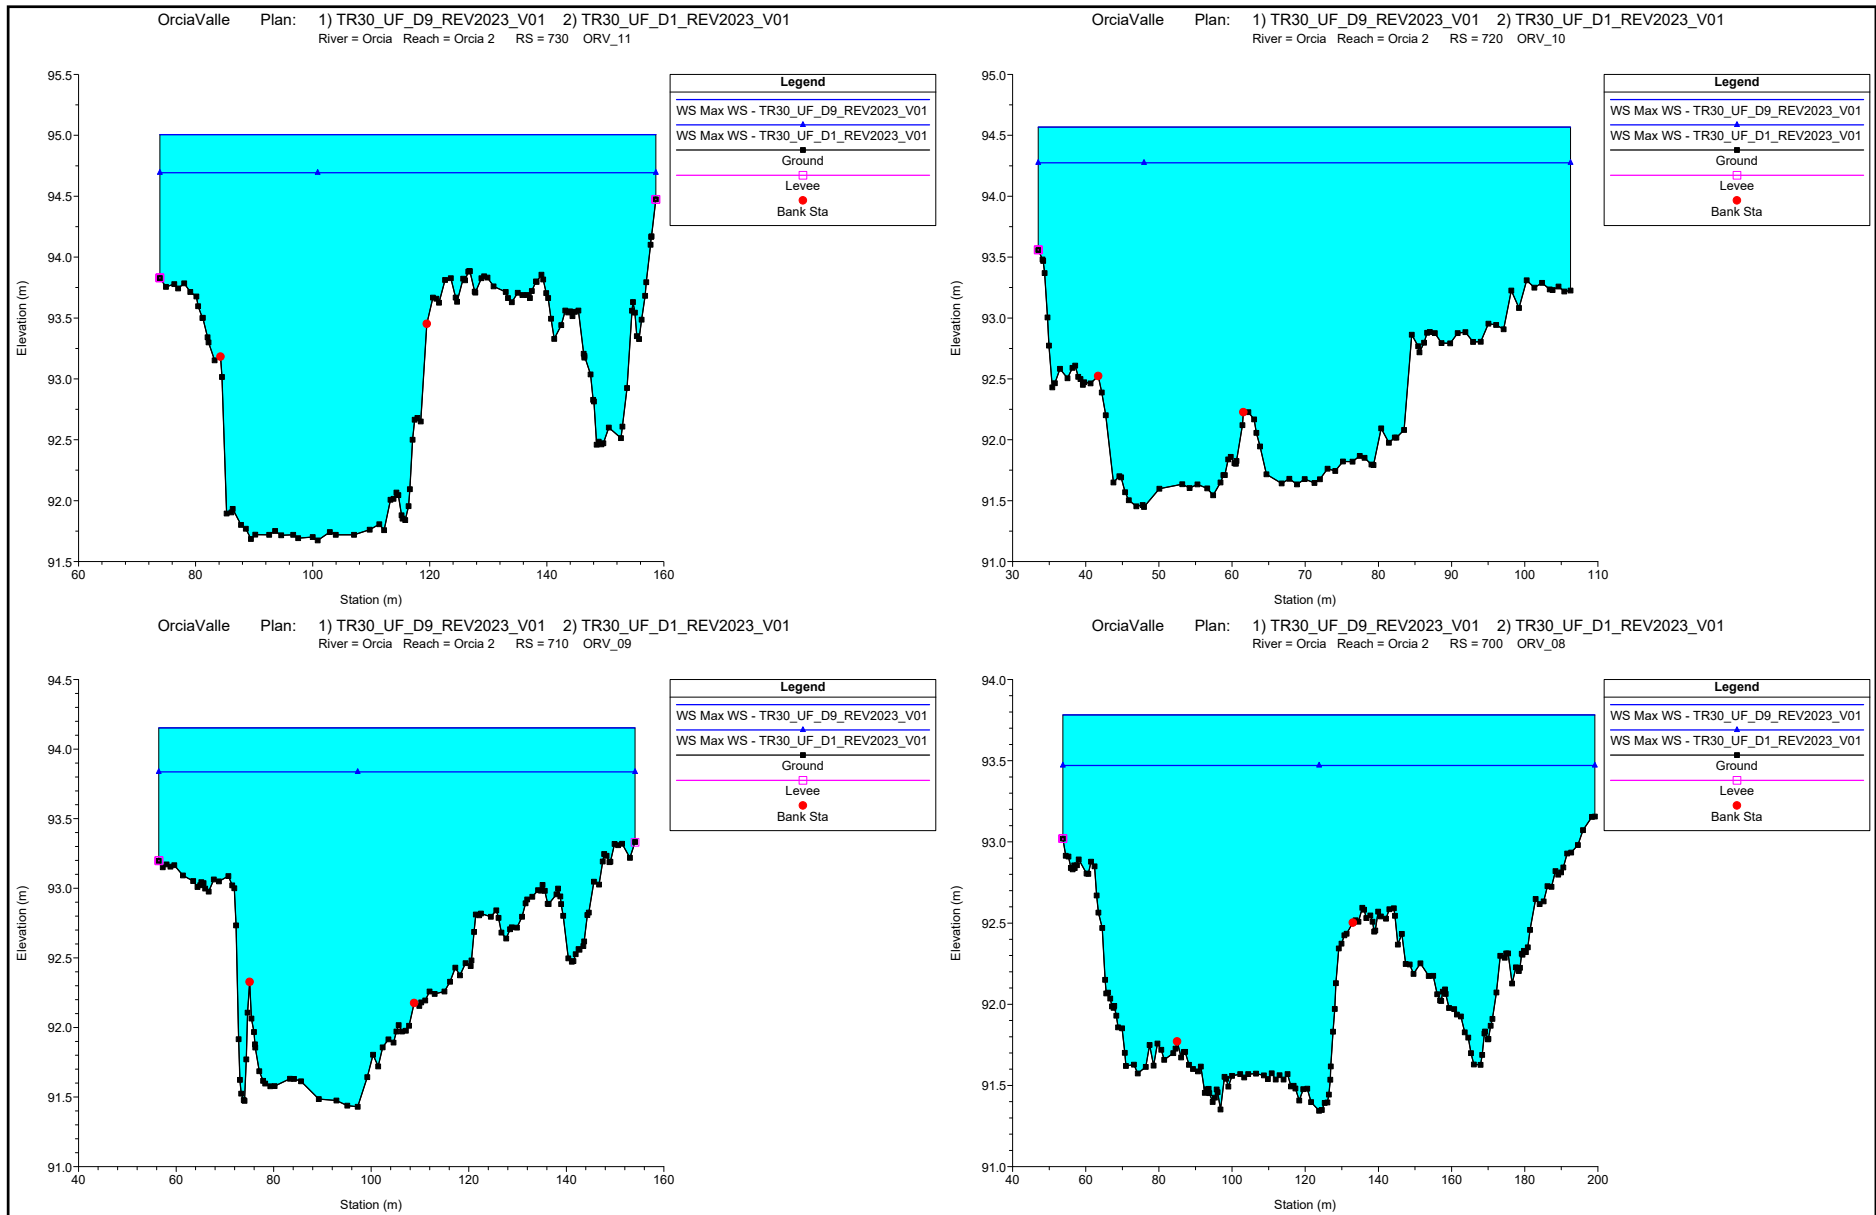 OrciaValle Plan: 1) TR30_UF_D9_REV2023_V01 2) TR30_UF_D1_REV2023_V01
River = Orcia Reach = Orcia 2 RS = 730 ORV_11
95.5
95.0
94.5
94.0
93.5
93.0
92.5
92.0
91.5
Elevation (m)
60 80 100 120 140 160
Station (m)
Legend
WS Max WS - TR30_UF_D9_REV2023_V01
WS Max WS - TR30_UF_D1_REV2023_V01
Ground
Levee
Bank Sta
OrciaValle Plan: 1) TR30_UF_D9_REV2023_V01 2) TR30_UF_D1_REV2023_V01
River = Orcia Reach = Orcia 2 RS = 720 ORV_10
95.0
94.5
94.0
93.5
93.0
92.5
92.0
91.5
91.0
Elevation (m)
30 40 50 60 70 80 90 100 110
Station (m)
Legend
WS Max WS - TR30_UF_D9_REV2023_V01
WS Max WS - TR30_UF_D1_REV2023_V01
Ground
Levee
Bank Sta
OrciaValle Plan: 1) TR30_UF_D9_REV2023_V01 2) TR30_UF_D1_REV2023_V01
River = Orcia Reach = Orcia 2 RS = 710 ORV_09
94.5
94.0
93.5
93.0
92.5
92.0
91.5
91.0
Elevation (m)
40 60 80 100 120 140 160
Station (m)
Legend
WS Max WS - TR30_UF_D9_REV2023_V01
WS Max WS - TR30_UF_D1_REV2023_V01
Ground
Levee
Bank Sta
OrciaValle Plan: 1) TR30_UF_D9_REV2023_V01 2) TR30_UF_D1_REV2023_V01
River = Orcia Reach = Orcia 2 RS = 700 ORV_08
94.0
93.5
93.0
92.5
92.0
91.5
91.0
Elevation (m)
40 60 80 100 120 140 160 180 200
Station (m)
Legend
WS Max WS - TR30_UF_D9_REV2023_V01
WS Max WS - TR30_UF_D1_REV2023_V01
Ground
Levee
Bank Sta